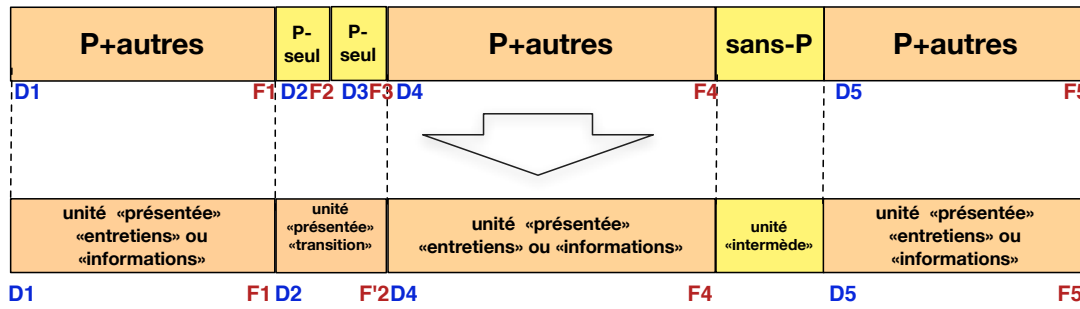 P+autres
P-
seul
P-
seul
P+autres
sans-P
P+autres
D1 F1 D2 F2 D3 F3 D4 F4 D5 F5
unité «présentée»
«entretiens» ou
«informations»
unité
«présentée»
«transition»
unité «présentée»
«entretiens» ou «informations»
unité
«intermède»
unité «présentée»
«entretiens» ou
«informations»
D1 F1 D2 F'2 D4 F4 D5 F5